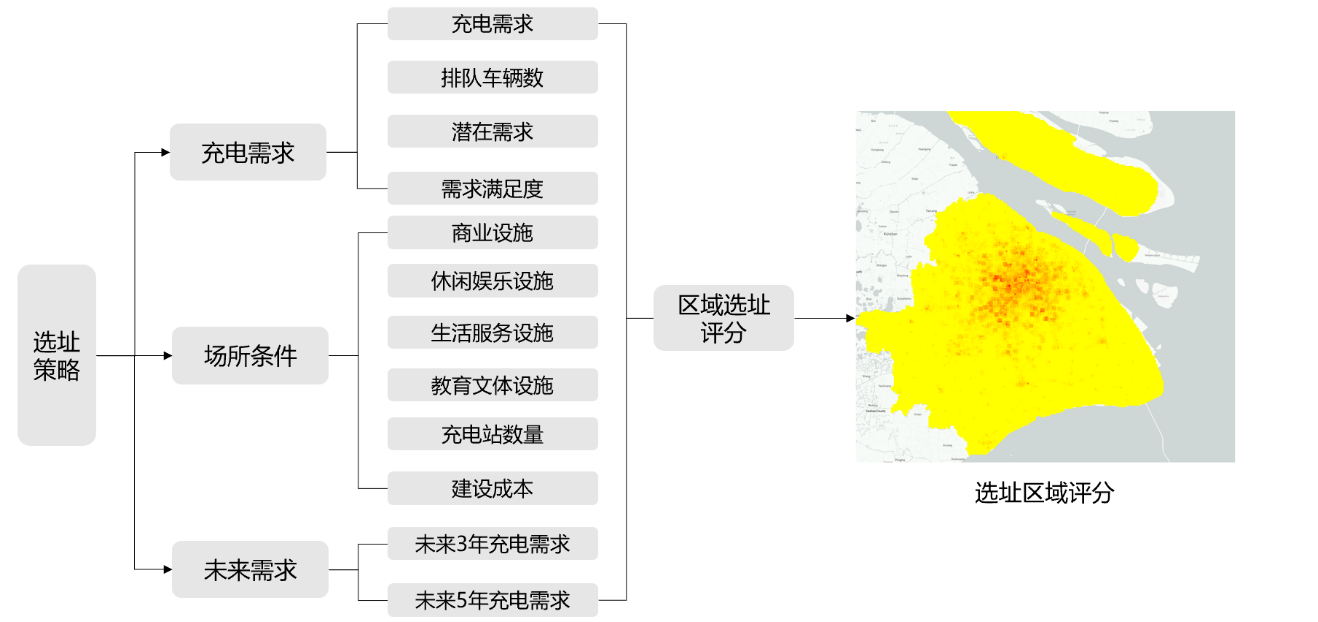 选址
策略
充电需求
场所条件
未来需求
充电需求
排队车辆数
潜在需求
需求满足度
商业设施
休闲娱乐设施
生活服务设施
教育文体设施
充电站数量
建设成本
未来3年充电需求
未来5年充电需求
区域选址
评分
选址区域评分